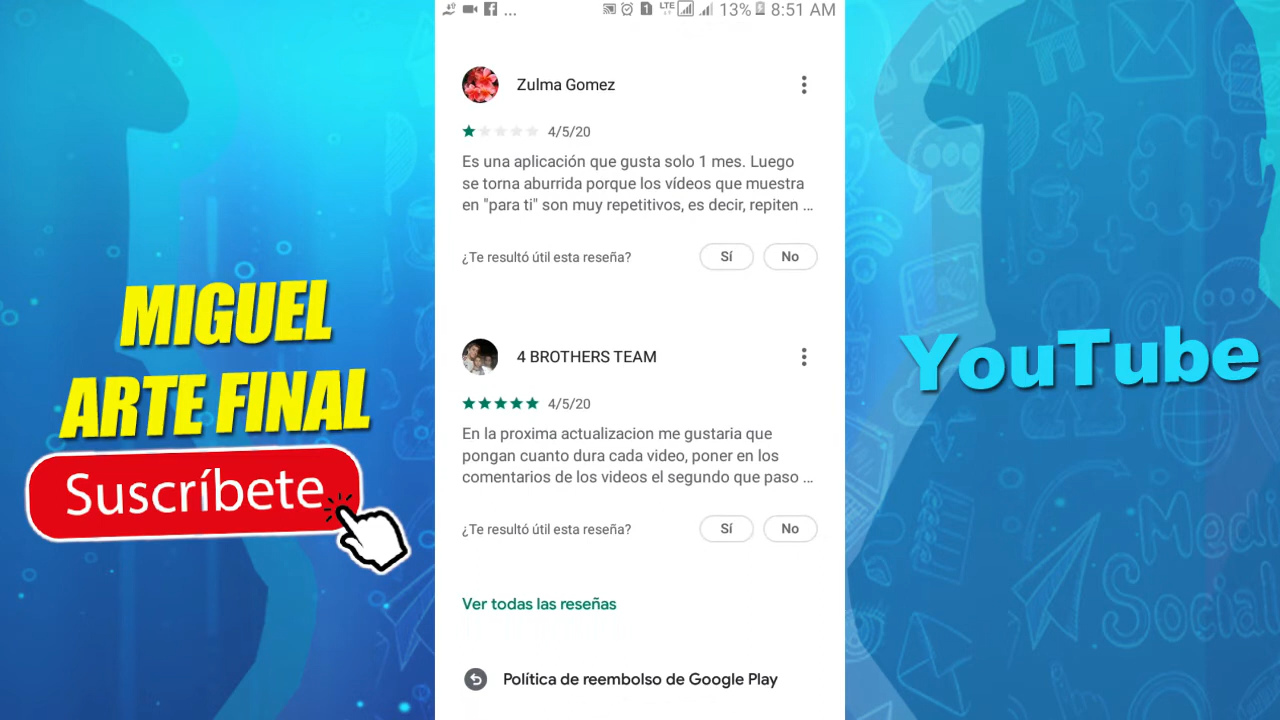 ... 1 LTE 13% 8:51 AM
Zulma Gomez
4/5/20
Es una aplicación que gusta solo 1 mes. Luego
se torna aburrida porque los vídeos que muestra
en "para ti" son muy repetitivos, es decir, repiten ...
¿Te resultó útil esta reseña?
Sí
No
4 BROTHERS TEAM
4/5/20
En la proxima actualizacion me gustaria que
pongan cuanto dura cada video, poner en los
comentarios de los videos el segundo que paso ...
¿Te resultó útil esta reseña?
Sí
No
Ver todas las reseñas
Política de reembolso de Google Play
MIGUEL
ARTE FINAL
Suscríbete
YouTube
Medi
Social